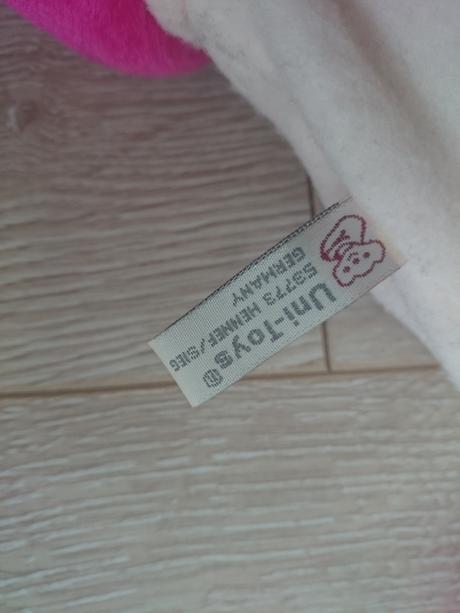 Uni-Toys®
53773 HENNEF/SIEG
GERMANY